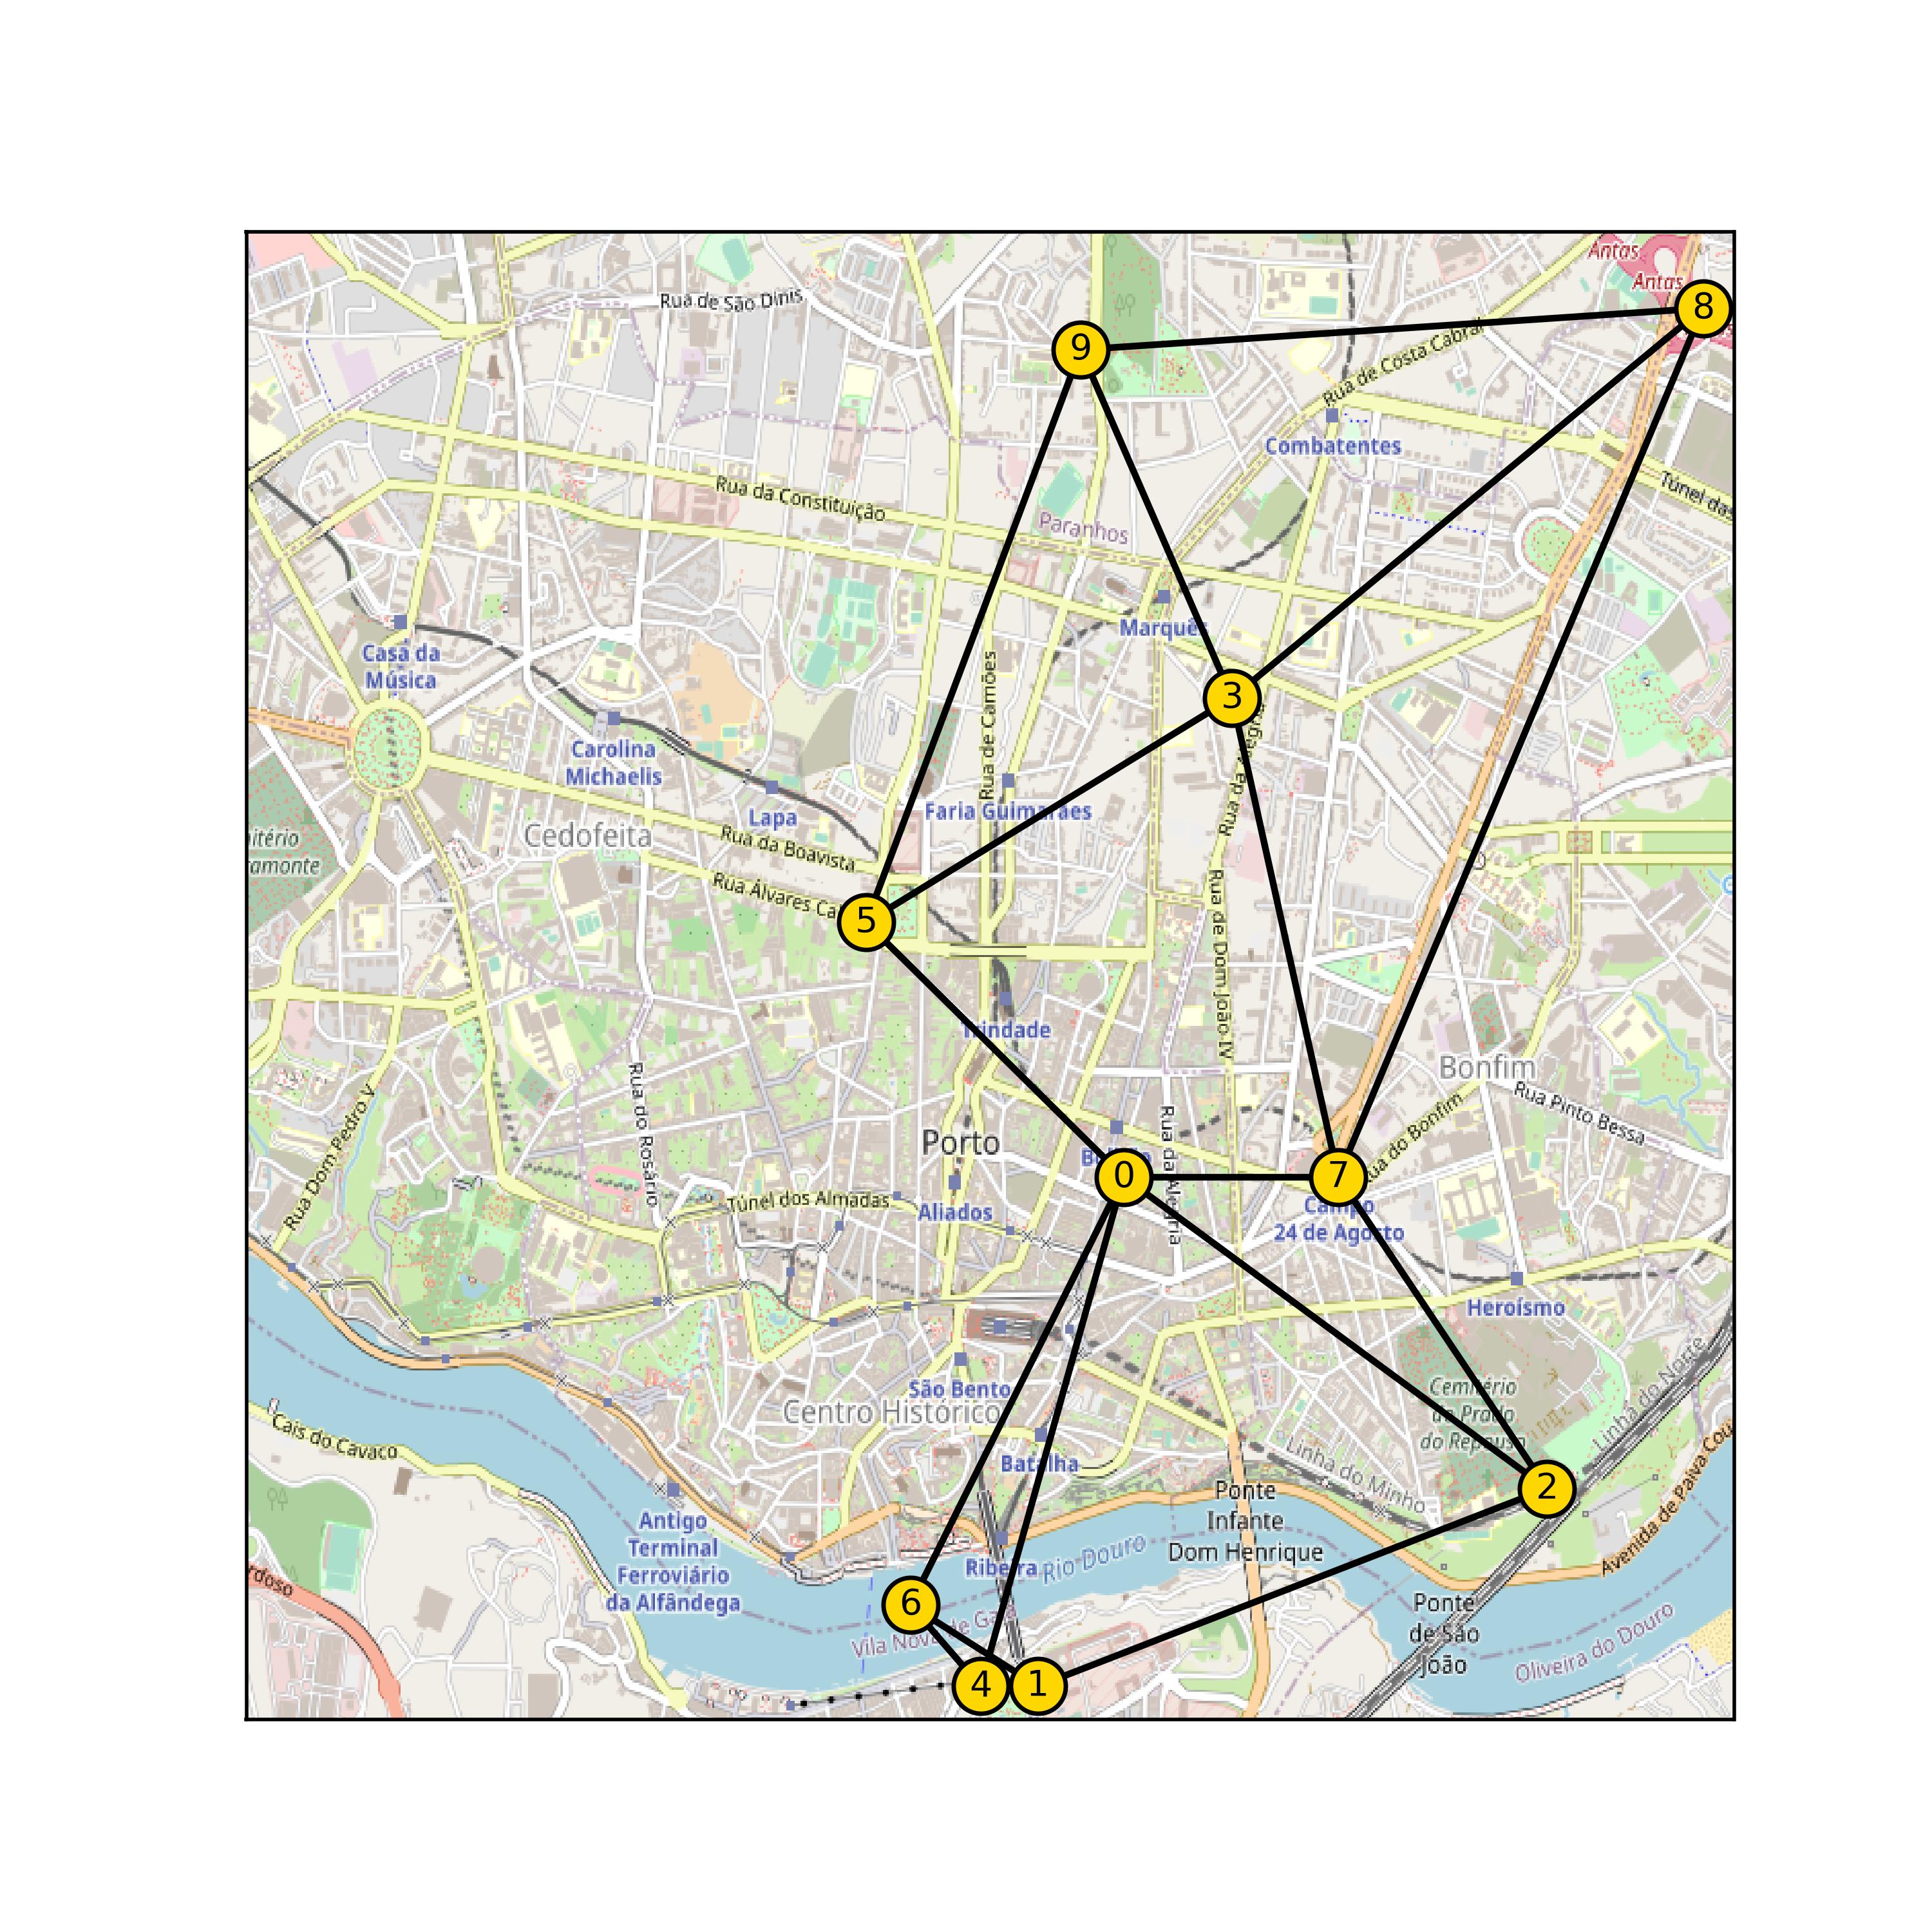 Antas
Antas
8
Rua de São Dinis
9
Rua de Costa Cabral
Combatentes
Túnel das
Rua da Constituição
Paranhos
Marquês
Casa da
Música
3
Rua de Camões
Carolina
Michaelis
Lapa
Faria Guimarães
Cedofeita
Rua da Boavista
Rua Álvares Ca
5
Rua de Dom João IV
Trindade
Bonfim
Rua Pinto Bessa
Rua do Rosário
Rua Dom Pedro V
Porto
Rua da Alegria
0
7
Rua do Bonfim
Túnel dos Almadas
Aliados
Campo
24 de Agosto
Heroísmo
São Bento
Centro Histórico
Cemitério
do Prado
do Repouso
Linha do Norte
Cais do Cavaco
Batalha
Linha do Minho
2
Ponte
Infante
Dom Henrique
Avenida de Paiva Cou
Antigo
Terminal
Ferroviário
da Alfândega
Ribeira
Rio Douro
6
Vila Nova de Gaia
Ponte
de São
João
Oliveira do Douro
4
1